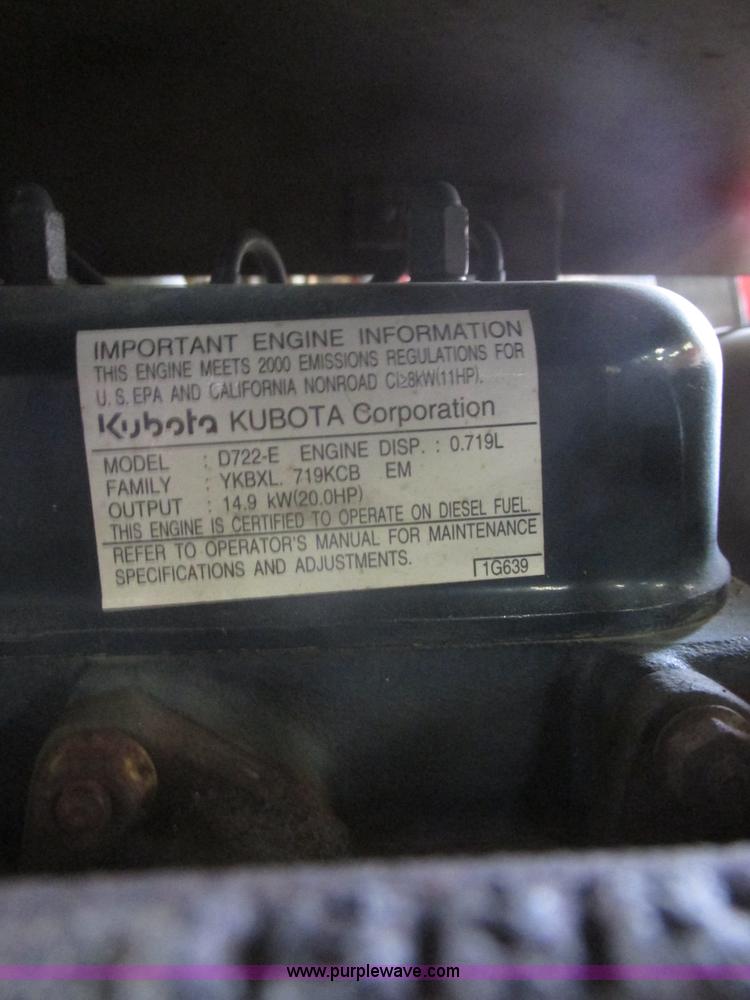 IMPORTANT ENGINE INFORMATION
THIS ENGINE MEETS 2000 EMISSIONS REGULATIONS FOR
U.S. EPA AND CALIFORNIA NONROAD CI≥8kW(11HP).
Kubota KUBOTA Corporation
MODEL : D722-E ENGINE DISP. : 0.719L
FAMILY : YKBXL. 719KCB EM
OUTPUT : 14.9 kW(20.0HP)
THIS ENGINE IS CERTIFIED TO OPERATE ON DIESEL FUEL.
REFER TO OPERATOR'S MANUAL FOR MAINTENANCE
SPECIFICATIONS AND ADJUSTMENTS.
1G639
www.purplewave.com